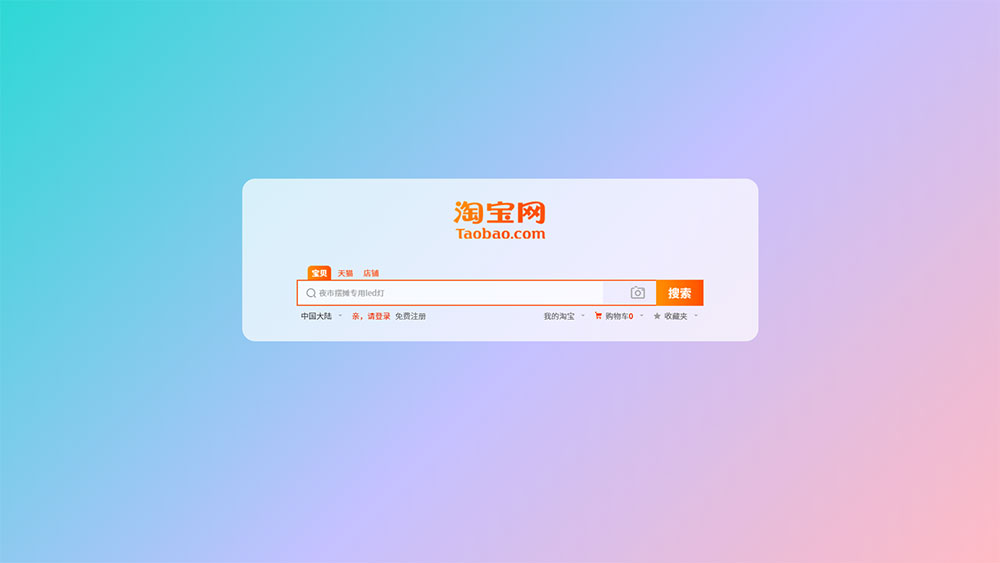 淘宝网
Taobao.com
宝贝 天猫 店铺
夜市摆摊专用led灯 搜索
中国大陆 亲，请登录 免费注册 我的淘宝 购物车0 收藏夹